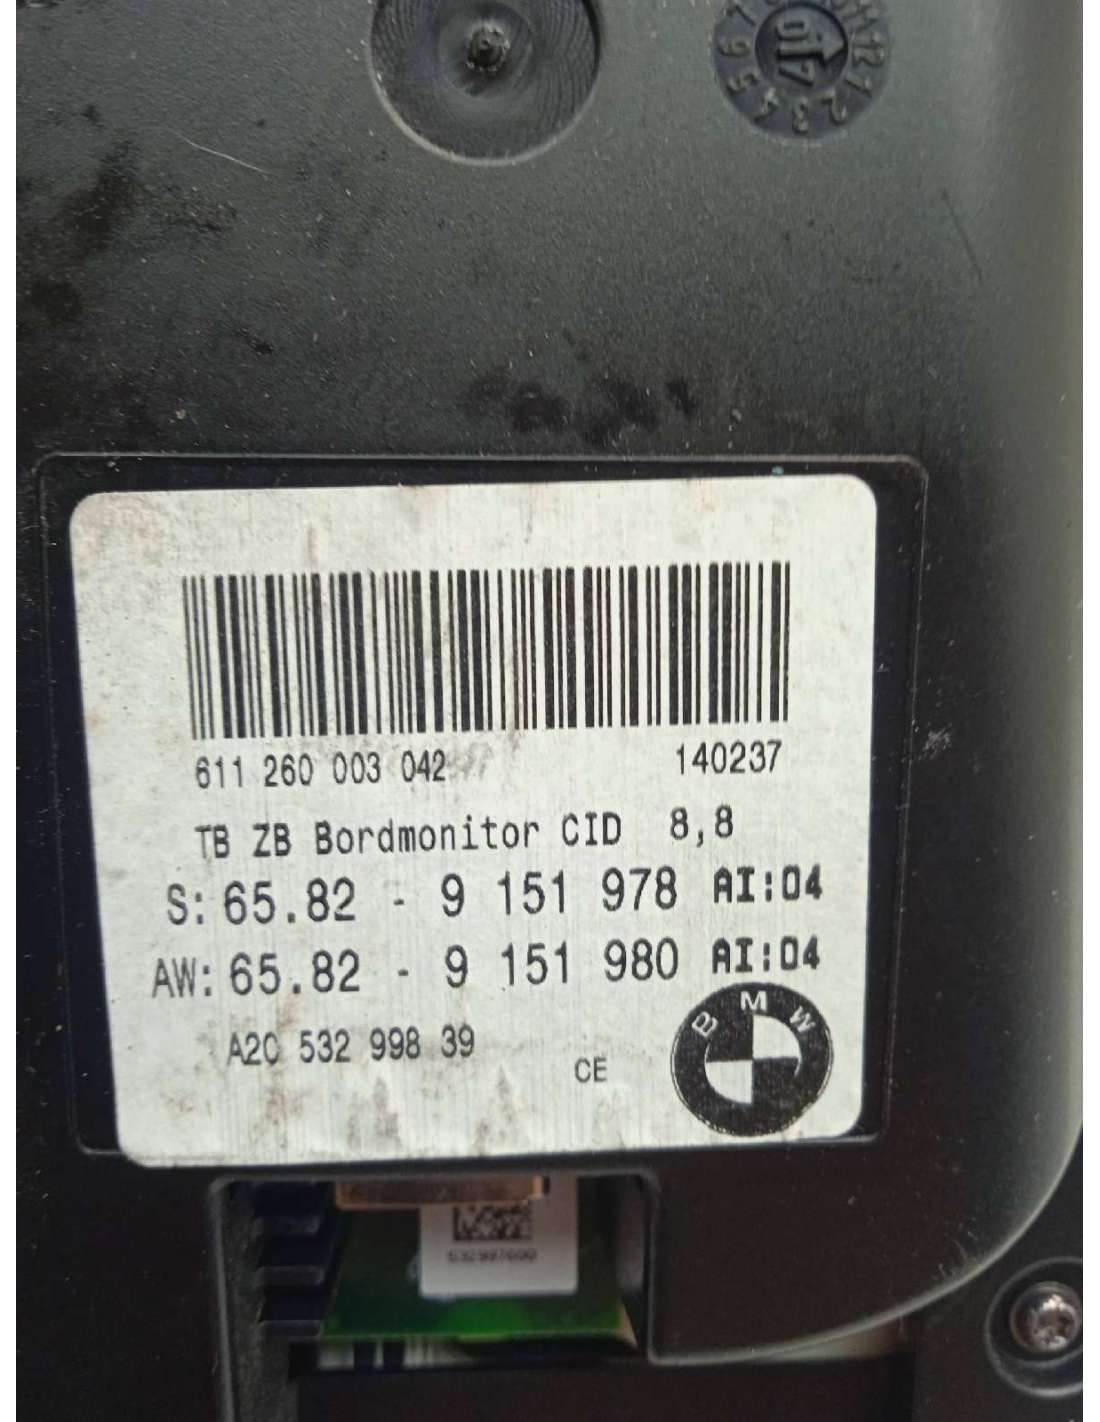 611 260 003 042 140237
TB ZB Bordmonitor CID 8,8
S: 65.82 - 9 151 978 AI:04
AW: 65.82 - 9 151 980 AI:04
A2C 532 998 39
CE
BMW